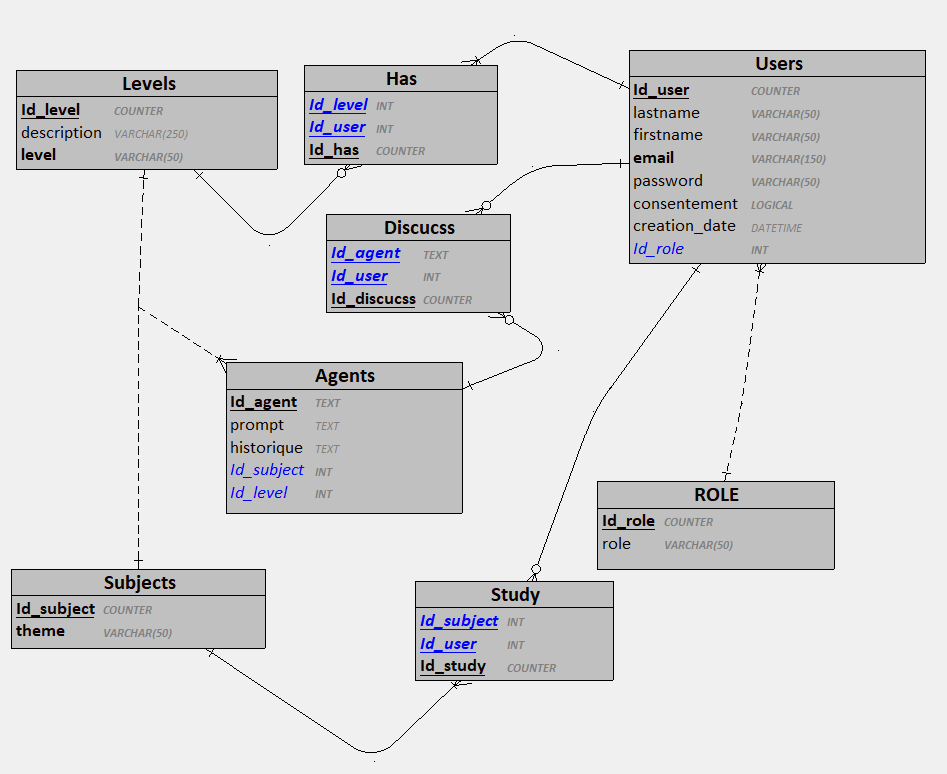 Levels
Id_level COUNTER
description VARCHAR(250)
level VARCHAR(50)
Has
Id_level INT
Id_user INT
Id_has COUNTER
Users
Id_user COUNTER
lastname VARCHAR(50)
firstname VARCHAR(50)
email VARCHAR(150)
password VARCHAR(50)
consentement LOGICAL
creation_date DATETIME
Id_role INT
Discucss
Id_agent TEXT
Id_user INT
Id_discucss COUNTER
Agents
Id_agent TEXT
prompt TEXT
historique TEXT
Id_subject INT
Id_level INT
ROLE
Id_role COUNTER
role VARCHAR(50)
Subjects
Id_subject COUNTER
theme VARCHAR(50)
Study
Id_subject INT
Id_user INT
Id_study COUNTER